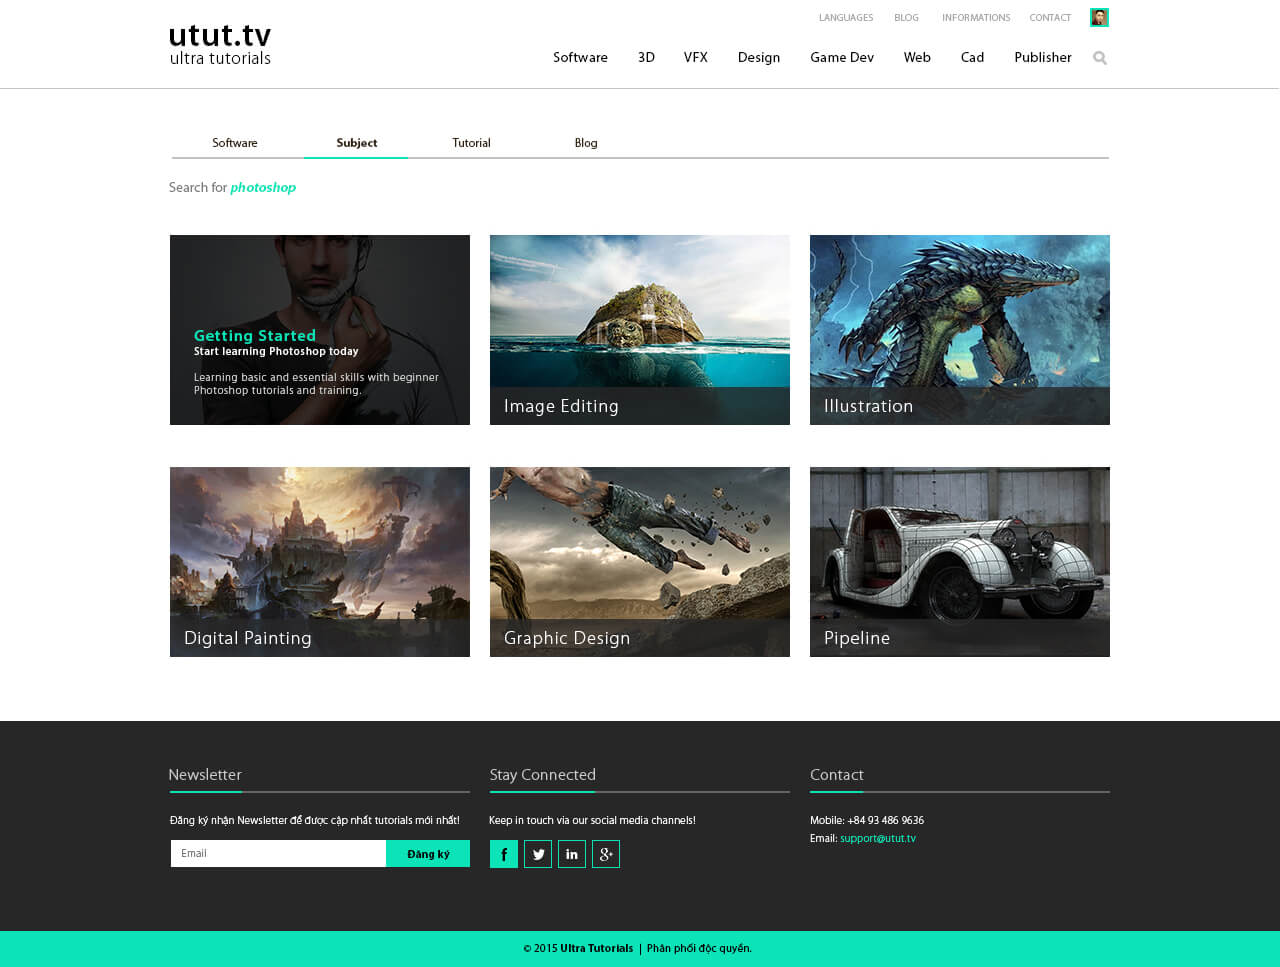 LANGUAGES BLOG INFORMATIONS CONTACT
utut.tv
ultra tutorials
Software 3D VFX Design Game Dev Web Cad Publisher
Software Subject Tutorial Blog
Search for photoshop
Getting Started
Start learning Photoshop today
Learning basic and essential skills with beginner
Photoshop tutorials and training.
Image Editing
Illustration
Digital Painting
Graphic Design
Pipeline
Newsletter
Đăng ký nhận Newsletter để được cập nhất tutorials mới nhất!
Email
Đăng ký
Stay Connected
Keep in touch via our social media channels!
f in g+
Contact
Mobile: +84 93 486 9636
Email: support@utut.tv
© 2015 Ultra Tutorials | Phân phối độc quyền.